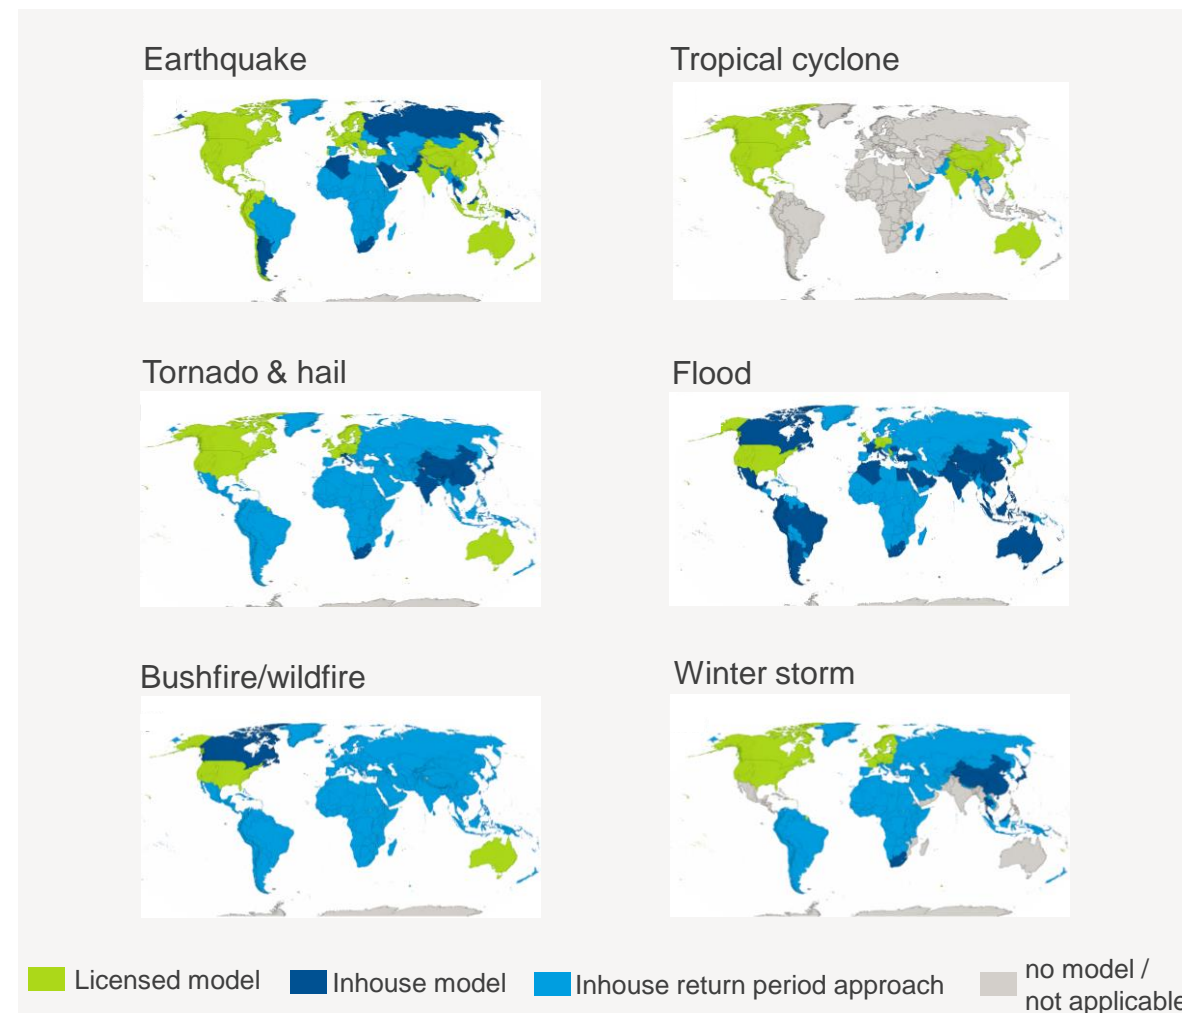 Earthquake
Tropical cyclone
Tornado & hail
Flood
Bushfire/wildfire
Winter storm
Licensed model
Inhouse model
Inhouse return period approach
no model /
not applicable